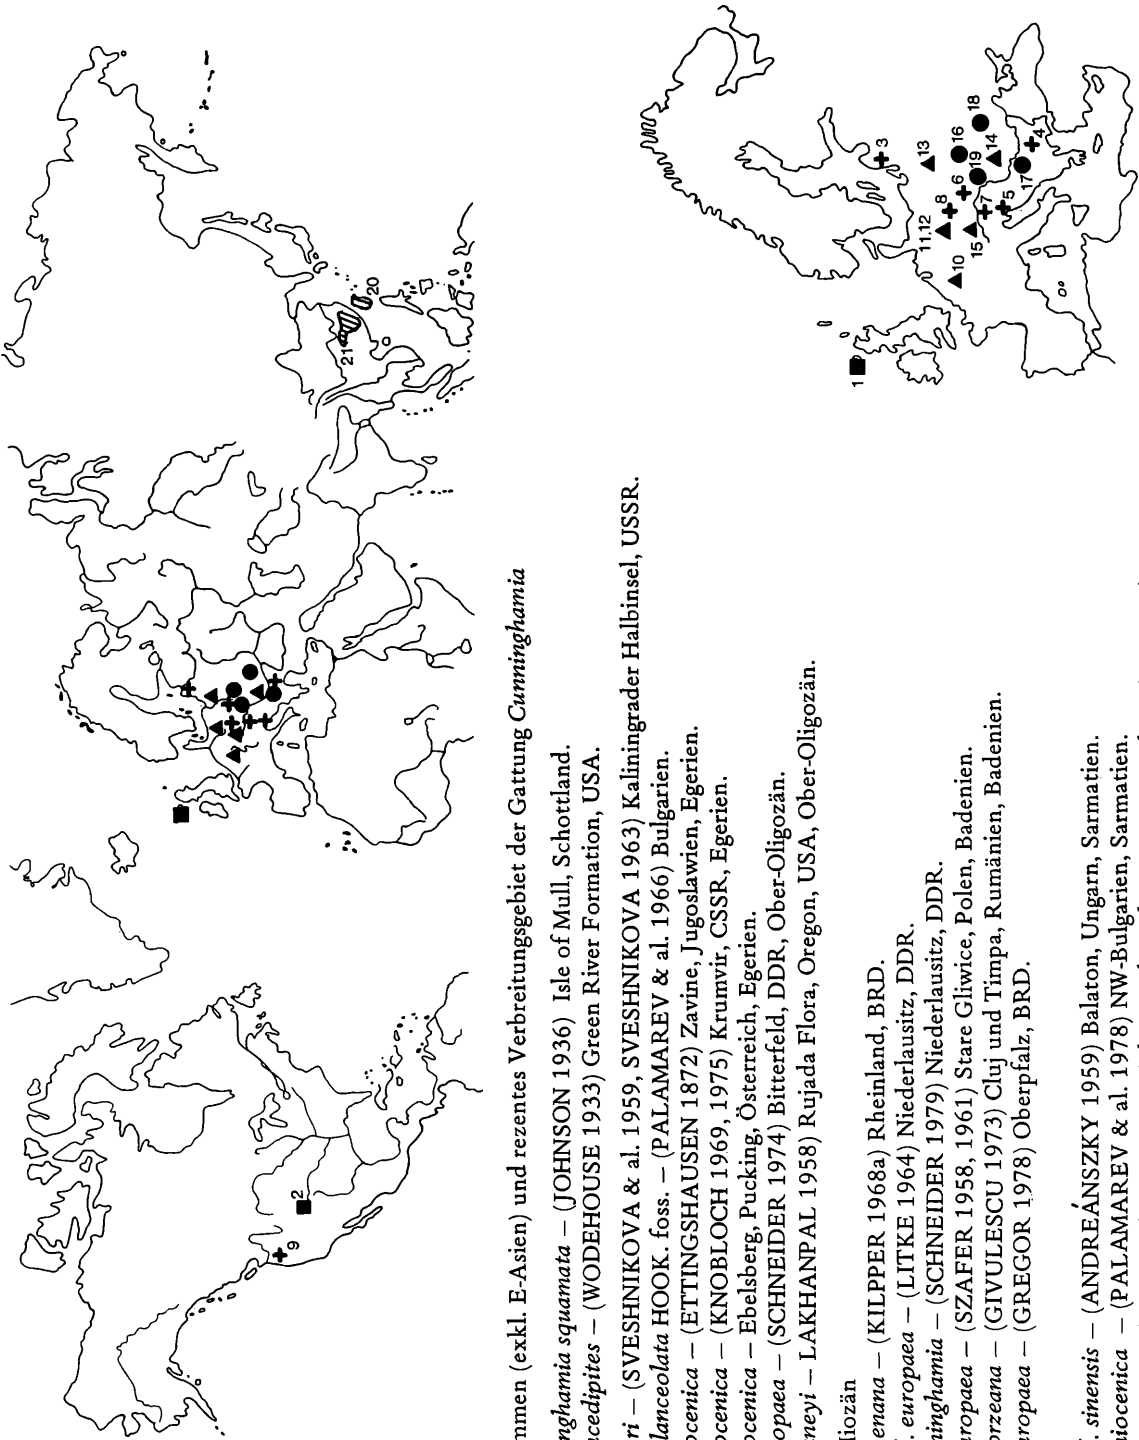 20
21
9
2
1
3
13
18
16
19
14
4
6
17
8
5
7
11,12
15
10
mmen (exkl. E-Asien) und rezentes Verbreitungsgebiet der Gattung Cunninghamia
nghamia squamata – (JOHNSON 1936) Isle of Mull, Schottland.
acedipites – (WODEHOUSE 1933) Green River Formation, USA.
ri – (SVESHNIKOVA & al. 1959, SVESHNIKOVA 1963) Kaliningrader Halbinsel, USSR.
lanceolata HOOK. foss. – (PALAMAREV & al. 1966) Bulgarien.
ocenica – (ETTINGSHAUSEN 1872) Zavine, Jugoslawien, Egerien.
ocenica – (KNOBLOCH 1969, 1975) Krumvir, CSSR, Egerien.
ocenica – Ebelsberg, Pucking, Österreich, Egerien.
opaea – (SCHNEIDER 1974) Bitterfeld, DDR, Ober-Oligozän.
neyi – LAKHANPAL 1958) Rujada Flora, Oregon, USA, Ober-Oligozän.
liozän
enana – (KILPPER 1968a) Rheinland, BRD.
. europaea – (LITKE 1964) Niederlausitz, DDR.
ninghamia – (SCHNEIDER 1979) Niederlausitz, DDR.
uropaea – (SZAFER 1958, 1961) Stare Gliwice, Polen, Badenien.
orzeana – (GIVULESCU 1973) Cluj und Timpa, Rumänien, Badenien.
uropaea – (GREGOR 1978) Oberpfalz, BRD.
. sinensis – (ANDREÁNSZKY 1959) Balaton, Ungarn, Sarmatien.
niocenica – (PALAMAREV & al. 1978) NW-Bulgarien, Sarmatien.